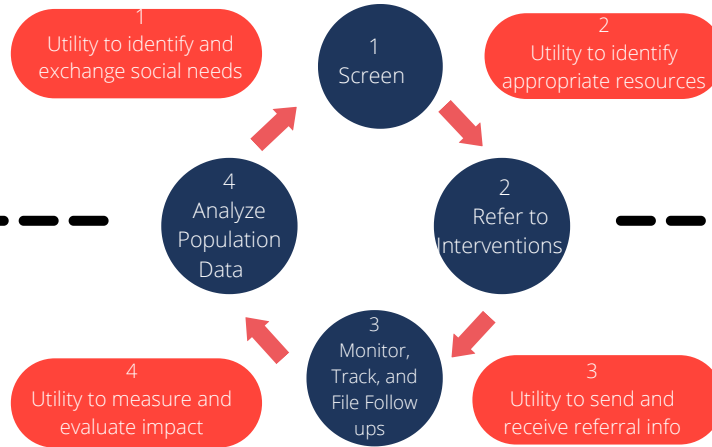 1
Utility to identify and
exchange social needs
1
Screen
2
Utility to identify
appropriate resources
4
Analyze
Population
Data
2
Refer to
Interventions
3
Monitor,
Track, and
File Follow
ups
4
Utility to measure and
evaluate impact
3
Utility to send and
receive referral info